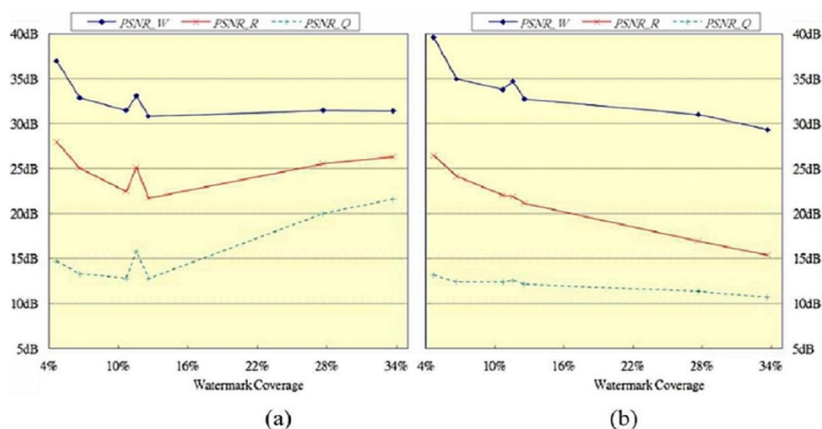 PSNR_W PSNR_R PSNR_Q
40dB
35dB
30dB
25dB
20dB
15dB
10dB
5dB
4% 10% 16% 22% 28% 34%
Watermark Coverage
(a)
PSNR_W PSNR_R PSNR_Q
40dB
35dB
30dB
25dB
20dB
15dB
10dB
5dB
4% 10% 16% 22% 28% 34%
Watermark Coverage
(b)